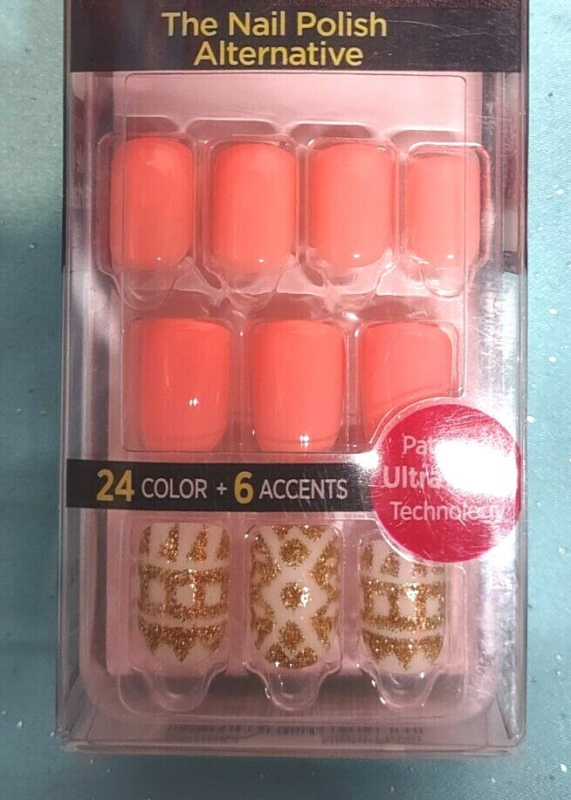 The Nail Polish
Alternative
24 COLOR + 6 ACCENTS
Technology